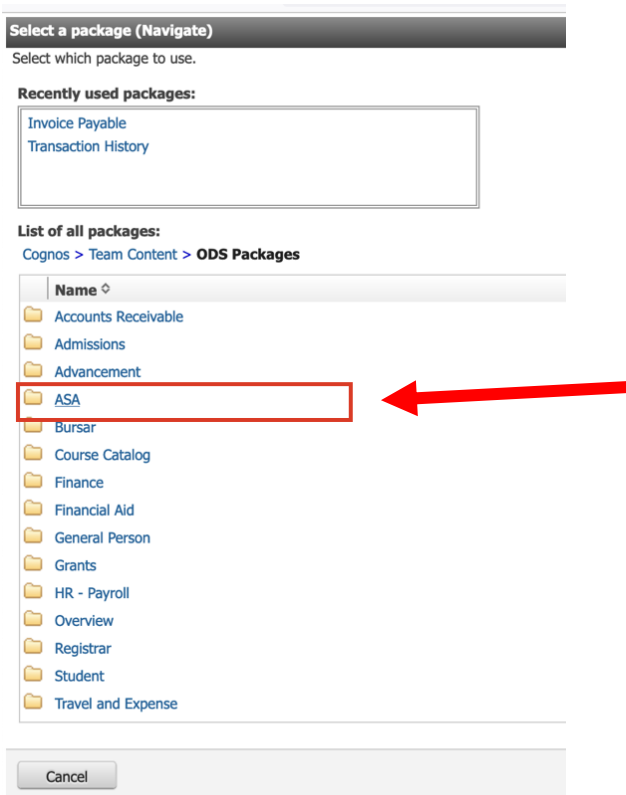 Select a package (Navigate)
Select which package to use.
Recently used packages:
Invoice Payable
Transaction History
List of all packages:
Cognos > Team Content > ODS Packages
Name
Accounts Receivable
Admissions
Advancement
ASA
Bursar
Course Catalog
Finance
Financial Aid
General Person
Grants
HR - Payroll
Overview
Registrar
Student
Travel and Expense
Cancel